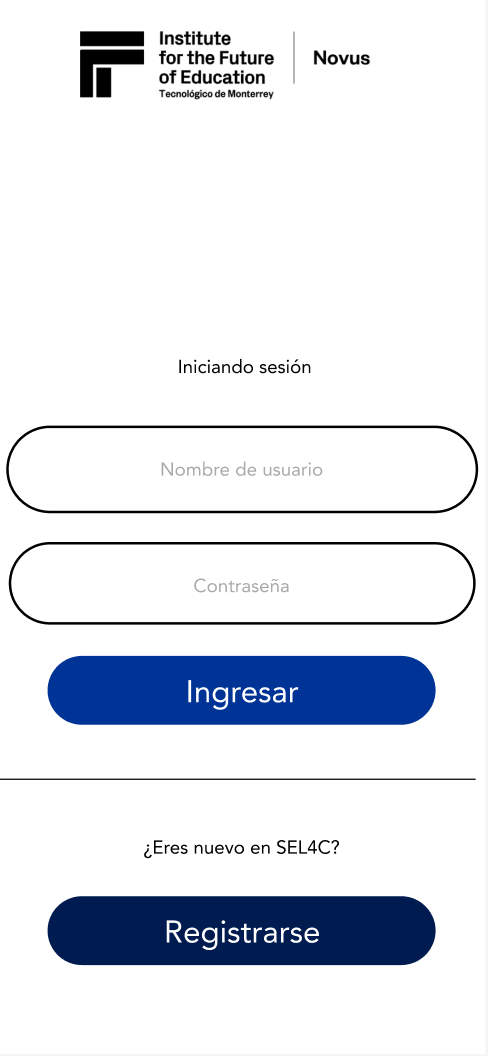 Institute
for the Future
of Education
Tecnológico de Monterrey
Novus
Iniciando sesión
Nombre de usuario
Contraseña
Ingresar
¿Eres nuevo en SEL4C?
Registrarse